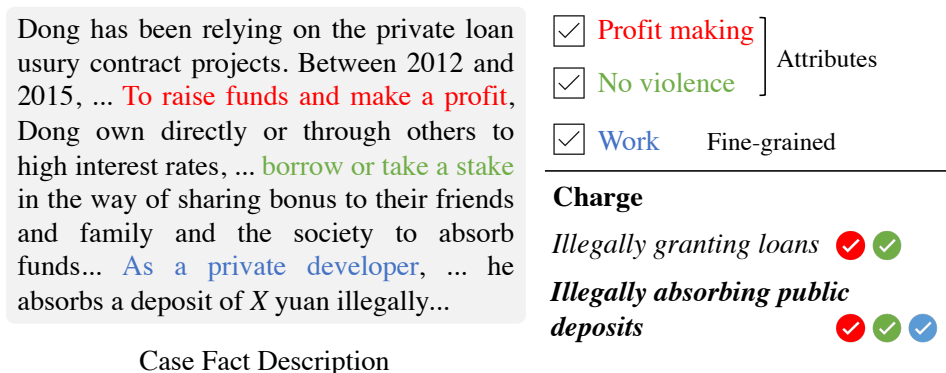 Dong has been relying on the private loan
usury contract projects. Between 2012 and
2015, ... To raise funds and make a profit,
Dong own directly or through others to
high interest rates, ... borrow or take a stake
in the way of sharing bonus to their friends
and family and the society to absorb
funds... As a private developer, ... he
absorbs a deposit of X yuan illegally...
Case Fact Description
Profit making
No violence
Attributes
Work Fine-grained
Charge
Illegally granting loans
Illegally absorbing public
deposits